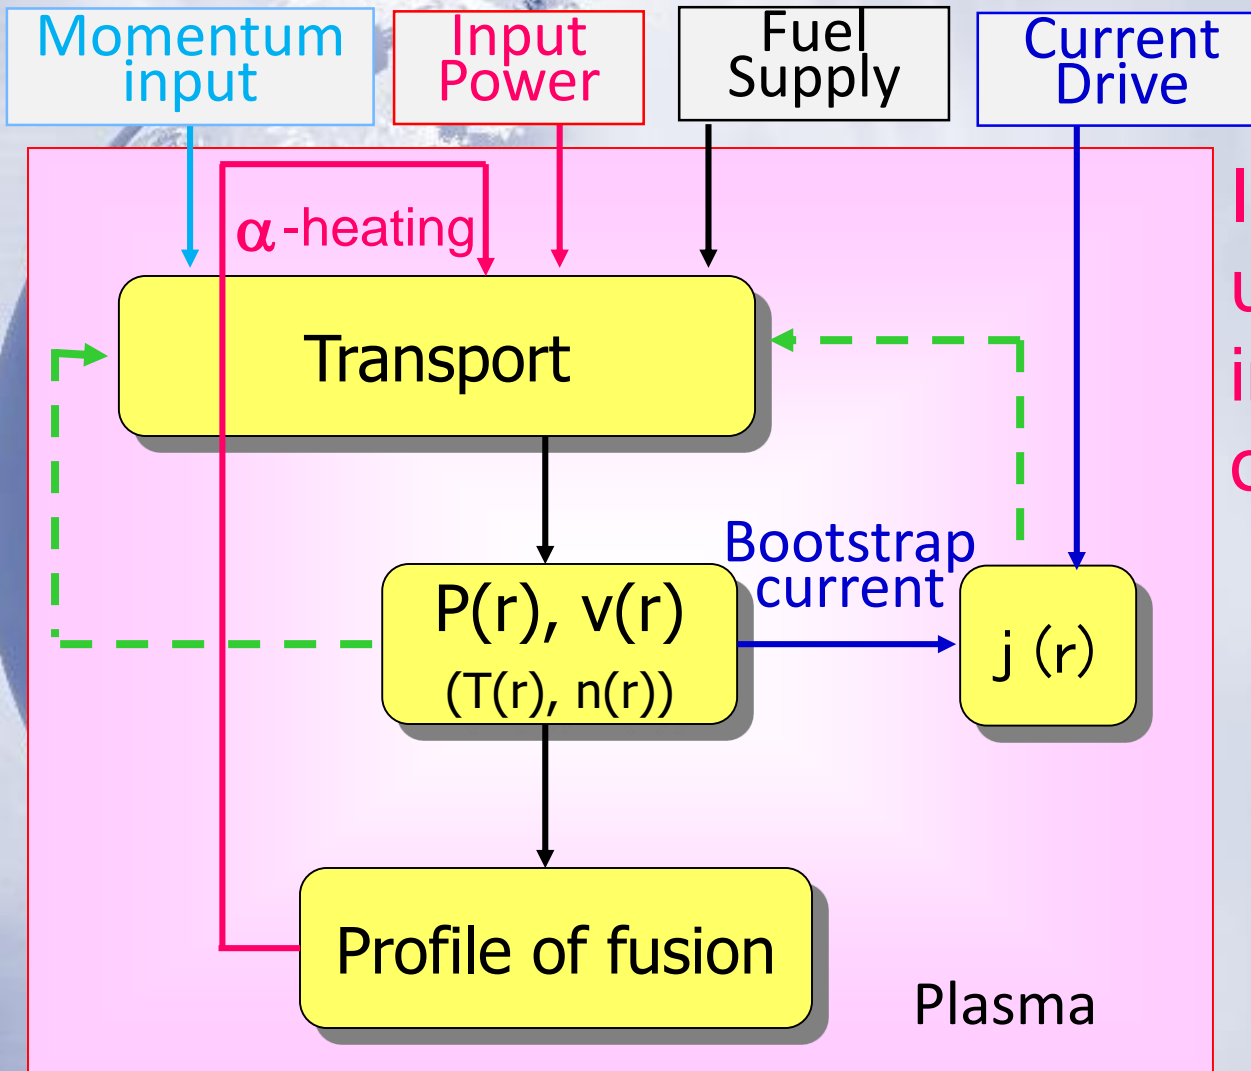 Momentum
input
Input
Power
Fuel
Supply
Current
Drive
α-heating
Transport
Bootstrap
current
P(r), v(r)
(T(r), n(r))
j (r)
Profile of fusion
Plasma